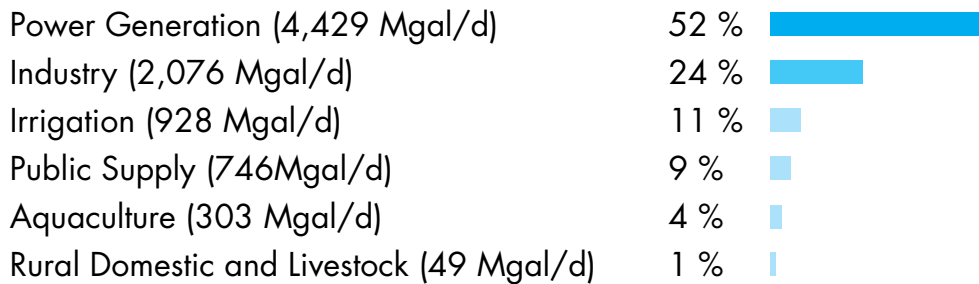 Power Generation (4,429 Mgal/d) 52 %
Industry (2,076 Mgal/d) 24 %
Irrigation (928 Mgal/d) 11 %
Public Supply (746Mgal/d) 9 %
Aquaculture (303 Mgal/d) 4 %
Rural Domestic and Livestock (49 Mgal/d) 1 %